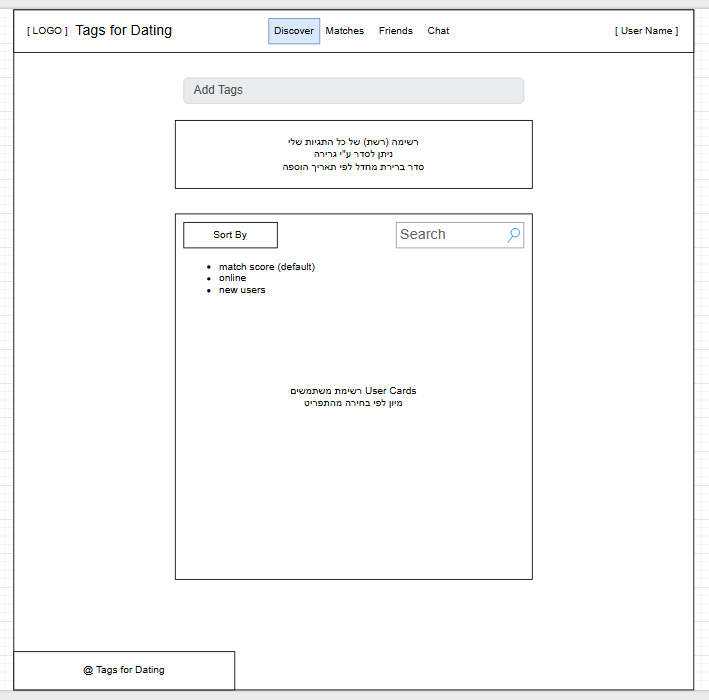 [ LOGO ] Tags for Dating Discover Matches Friends Chat [ User Name ]
Add Tags
רשימה (רשת) של כל התגיות שלי
ניתן לסדר ע"י גרירה
סדר ברירת מחדל לפי תאריך הוספה
Sort By Search
match score (default)
online
new users
רשימת משתמשים User Cards
מיון לפי בחירה מהתפריט
@ Tags for Dating